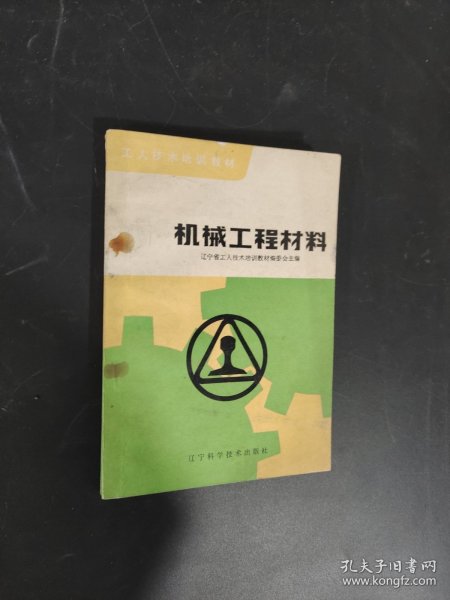 工人技术培训教材
机械工程材料
辽宁省工人技术培训教材编委会主编
辽宁科学技术出版社
孔夫子旧书网
www.kongfz.com